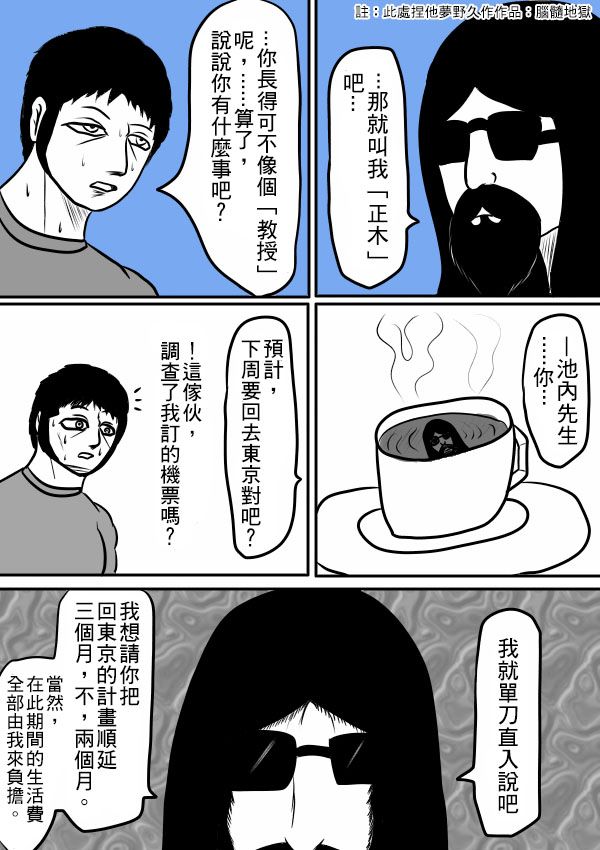 註：此處捏他夢野久作作品：腦髓地獄
…那就叫我「正木」
吧…
…你長得可不像個「教授」
呢，……算了，
說說你有什麼事吧？
—池內先生
……你…
預計，
下周要回去東京對吧？
！這傢伙，
調查了我訂的機票嗎？
我就單刀直入說吧
我想請你把
回東京的計畫順延
三個月，不，兩個月。
當然，
在此期間的生活費
全部由我來負擔。